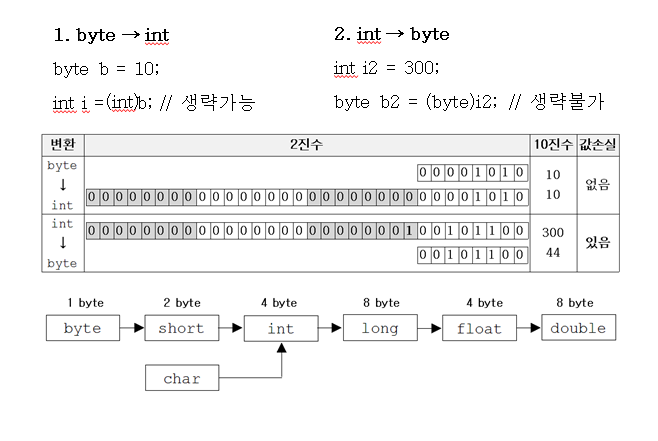 1. byte → int
byte b = 10;
int i =(int)b; // 생략가능
2. int → byte
int i2 = 300;
byte b2 = (byte)i2; // 생략불가
변환 2진수 10진수 값손실
byte 0 0 0 0 1 0 1 0 10
↓ 없음
int 0 0 0 0 0 0 0 0 0 0 0 0 0 0 0 0 0 0 0 0 0 0 0 0 0 0 0 0 1 0 1 0 10
int 0 0 0 0 0 0 0 0 0 0 0 0 0 0 0 0 0 0 0 0 0 0 0 1 0 0 1 0 1 1 0 0 300
↓ 있음
byte 0 0 1 0 1 1 0 0 44
1 byte 2 byte 4 byte 8 byte 4 byte 8 byte
byte short int long float double
char